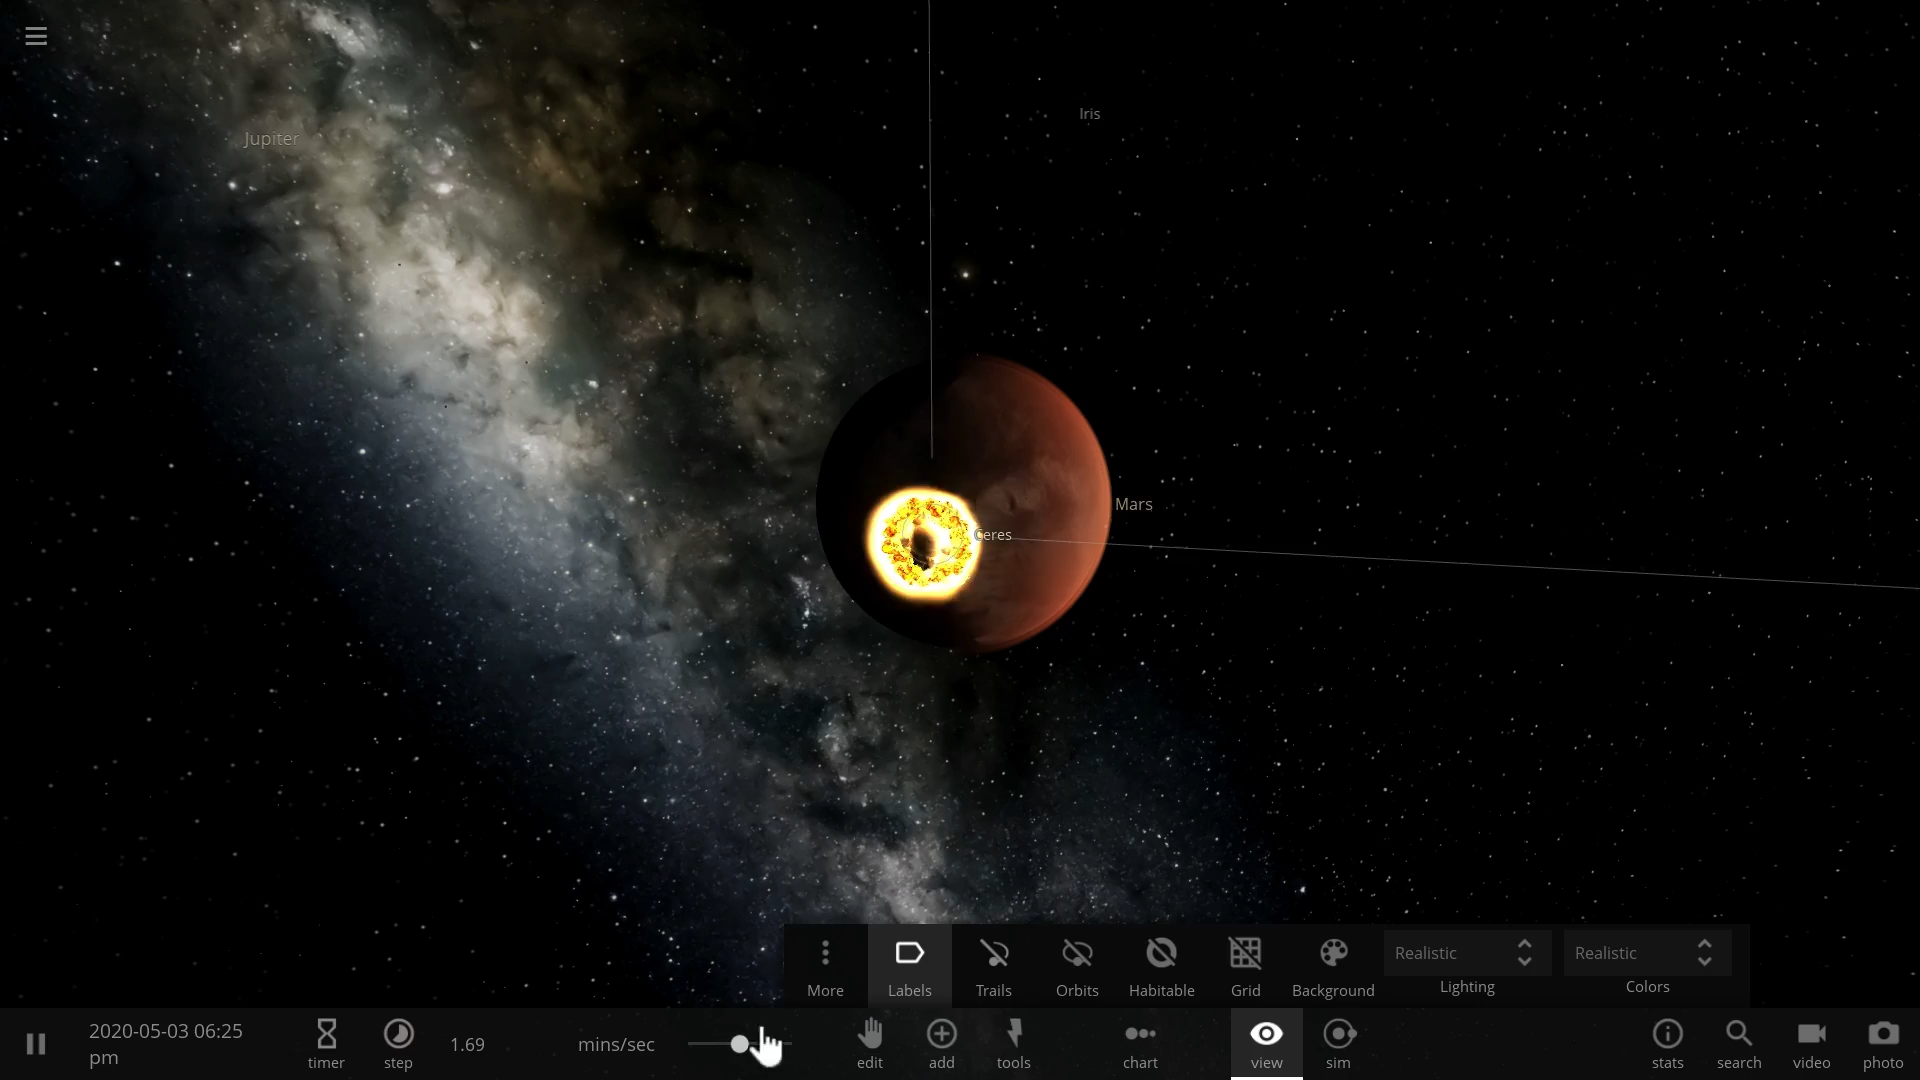 Iris
Jupiter
Mars
Ceres
More
Labels
Trails
Orbits
Habitable
Grid
Background
Realistic
Lighting
Realistic
Colors
2020-05-03 06:25
pm
timer
step
1.69
mins/sec
edit
add
tools
chart
view
sim
stats
search
video
photo